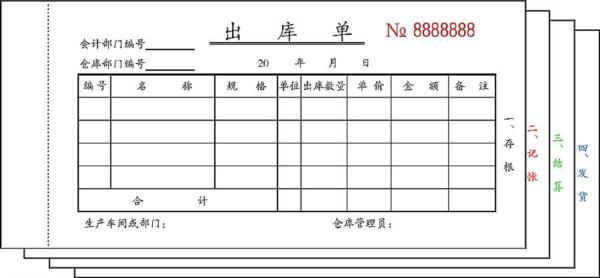 出 库 单
№ 8888888
会计部门编号
仓库部门编号
20 年 月 日
编号 名 称 规 格 单位 出库数量 单 价 金 额 备 注
合 计
生产车间或部门：
仓库管理员：
一、存根
二、记账
三、结算
四、发货